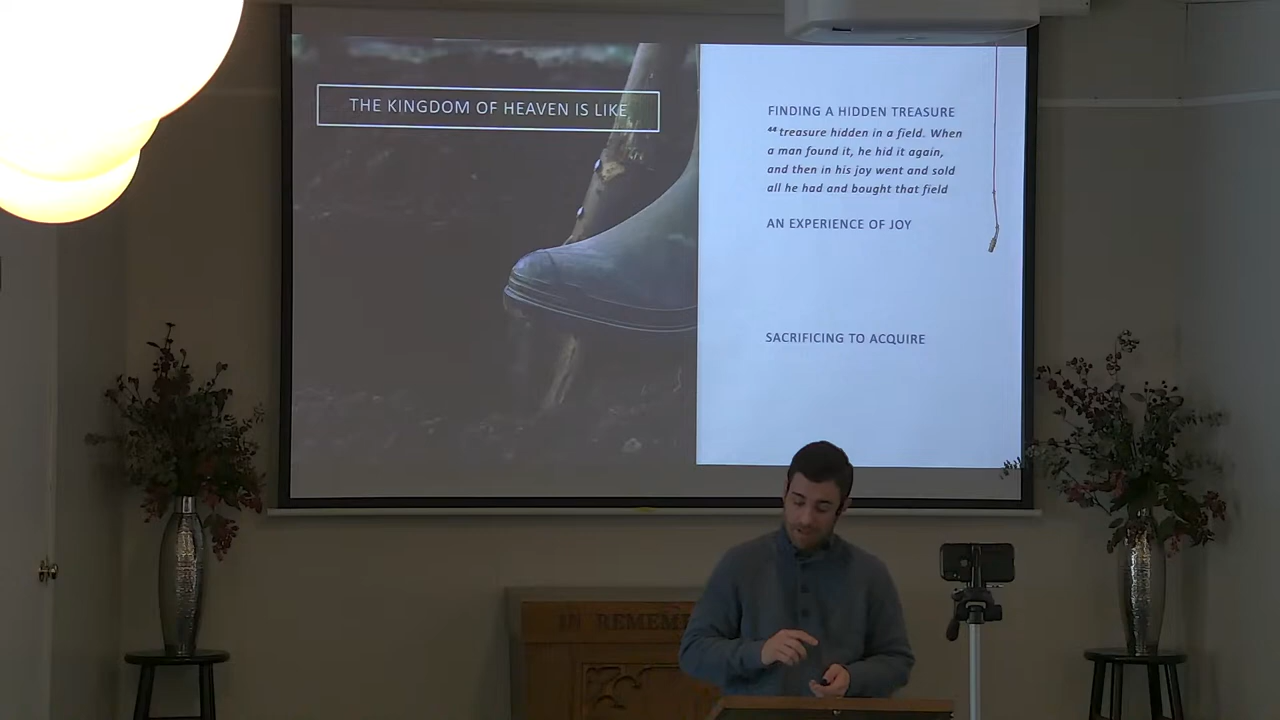 THE KINGDOM OF HEAVEN IS LIKE
FINDING A HIDDEN TREASURE
44 treasure hidden in a field. When
a man found it, he hid it again,
and then in his joy went and sold
all he had and bought that field
AN EXPERIENCE OF JOY
SACRIFICING TO ACQUIRE
IN